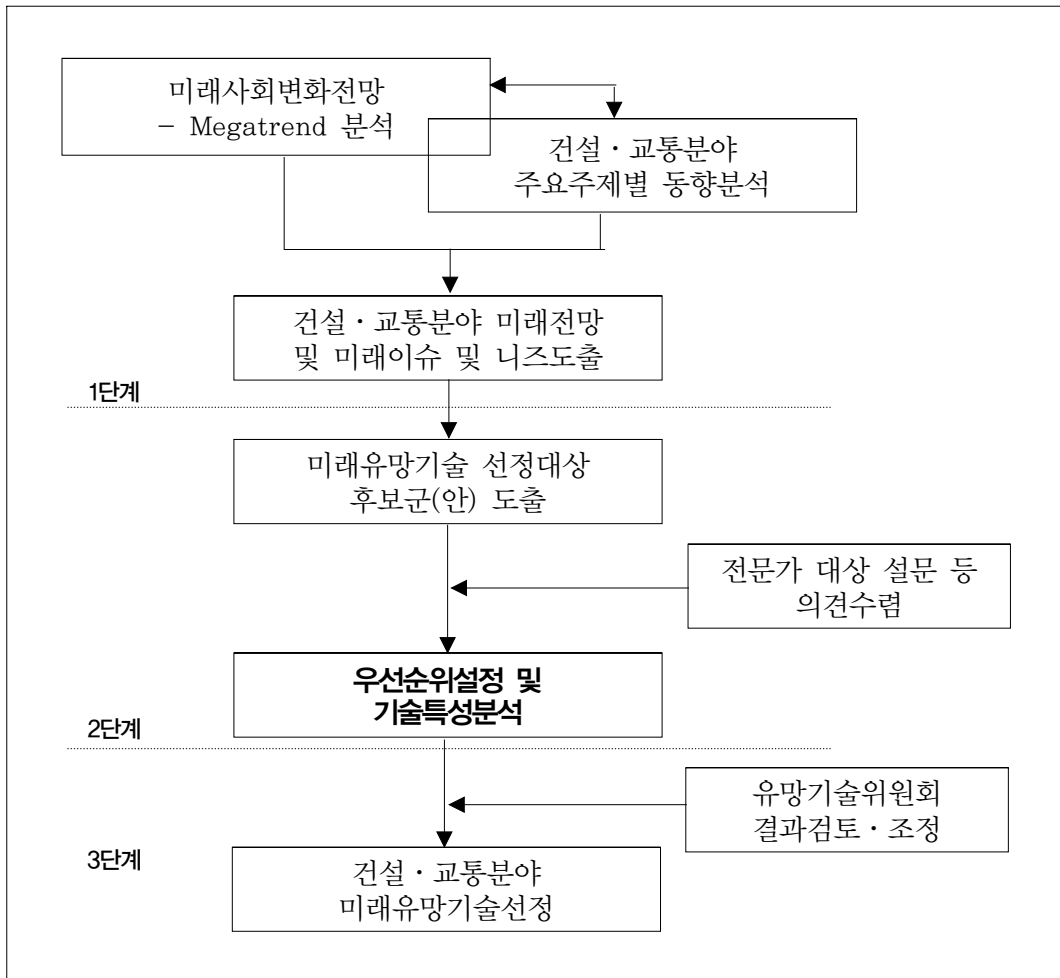 미래사회변화전망
- Megatrend 분석
건설·교통분야
주요주제별 동향분석
건설·교통분야 미래전망
및 미래이슈 및 니즈도출
1단계
미래유망기술 선정대상
후보군(안) 도출
전문가 대상 설문 등
의견수렴
우선순위설정 및
기술특성분석
2단계
유망기술위원회
결과검토·조정
3단계
건설·교통분야
미래유망기술선정